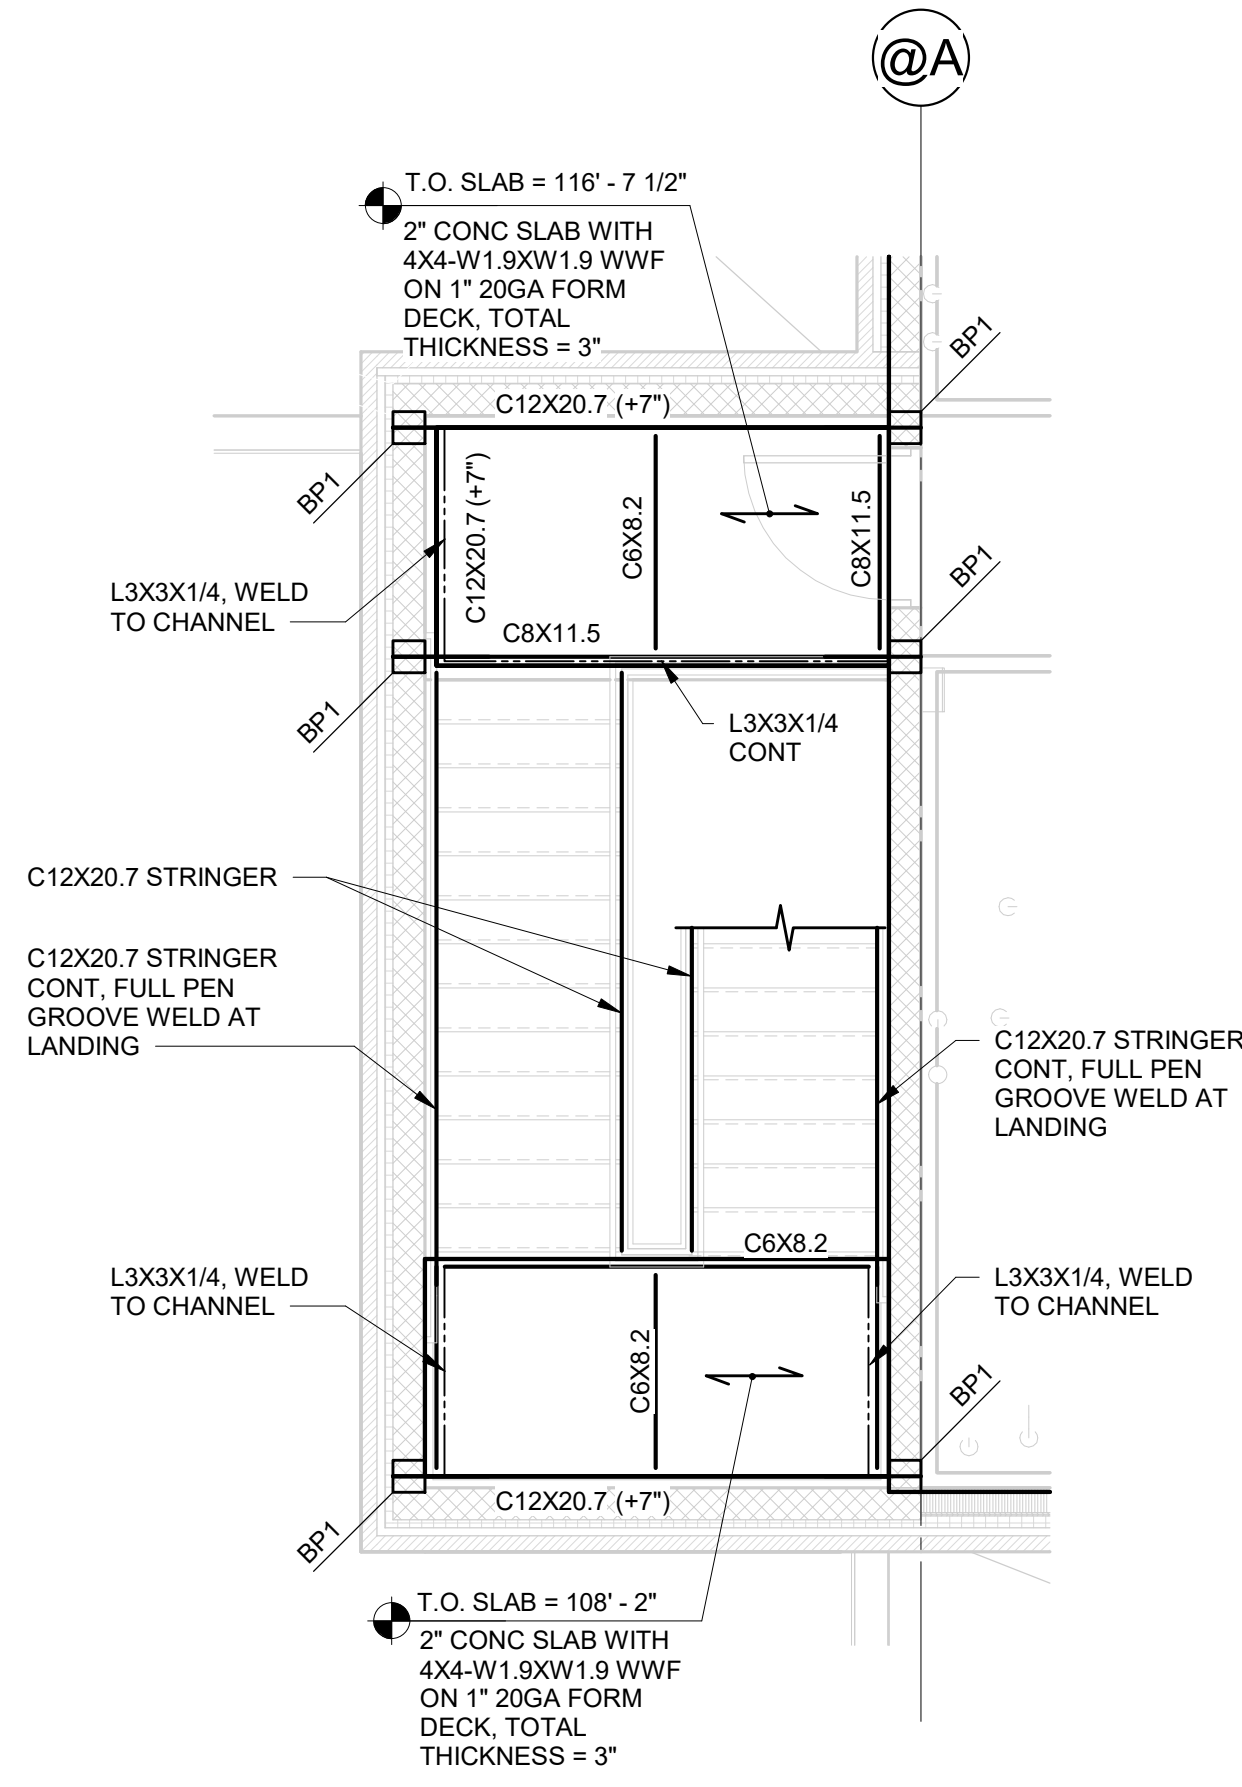 @A
T.O. SLAB = 116' - 7 1/2"
2" CONC SLAB WITH
4X4-W1.9XW1.9 WWF
ON 1" 20GA FORM
DECK, TOTAL
THICKNESS = 3"
BP1
C12X20.7 (+7")
BP1
C12X20.7 (+7")
C6X8.2
C8X11.5
BP1
L3X3X1/4, WELD
TO CHANNEL
C8X11.5
BP1
L3X3X1/4
CONT
C12X20.7 STRINGER
C12X20.7 STRINGER
CONT, FULL PEN
GROOVE WELD AT
LANDING
C12X20.7 STRINGER
CONT, FULL PEN
GROOVE WELD AT
LANDING
C6X8.2
L3X3X1/4, WELD
TO CHANNEL
L3X3X1/4, WELD
TO CHANNEL
C6X8.2
BP1
C12X20.7 (+7")
BP1
T.O. SLAB = 108' - 2"
2" CONC SLAB WITH
4X4-W1.9XW1.9 WWF
ON 1" 20GA FORM
DECK, TOTAL
THICKNESS = 3"